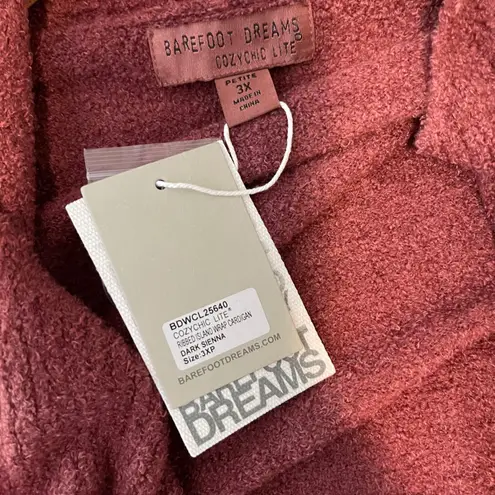 BAREFOOT DREAMS®
COZYCHIC LITE
PETITE
3X
MADE IN
CHINA
BDWCL25640
COZYCHIC LITE®
RIBBED ISLAND WRAP CARDIGAN
DARK SIENNA
Size:3XP
BAREFOOTDREAMS.COM
BAREFOOT
DREAMS